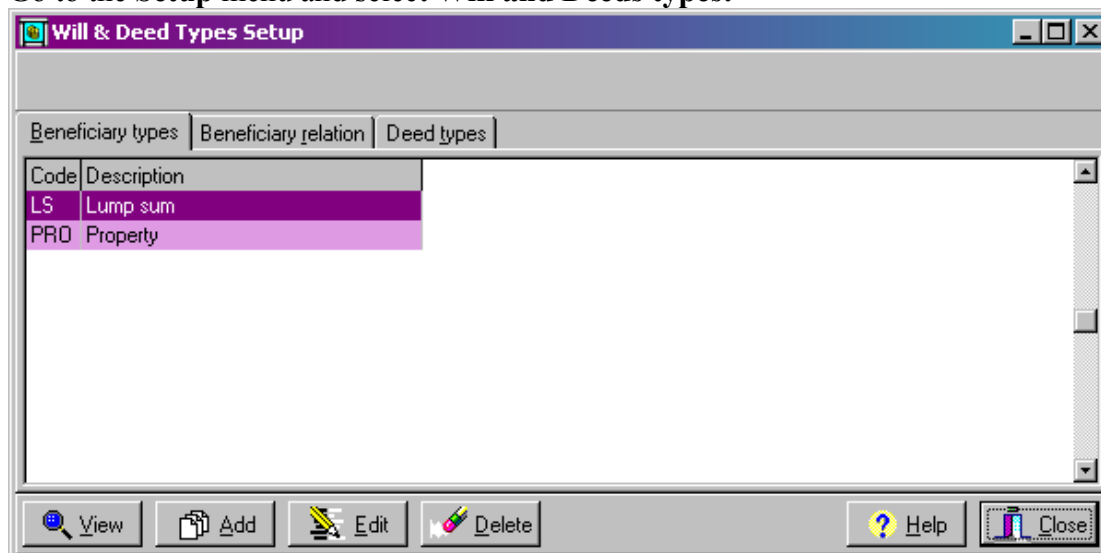 Go to the Setup menu and select Will and Deeds types.
Will & Deed Types Setup
Beneficiary types Beneficiary relation Deed types
Code Description
LS Lump sum
PRO Property
View Add Edit Delete Help Close